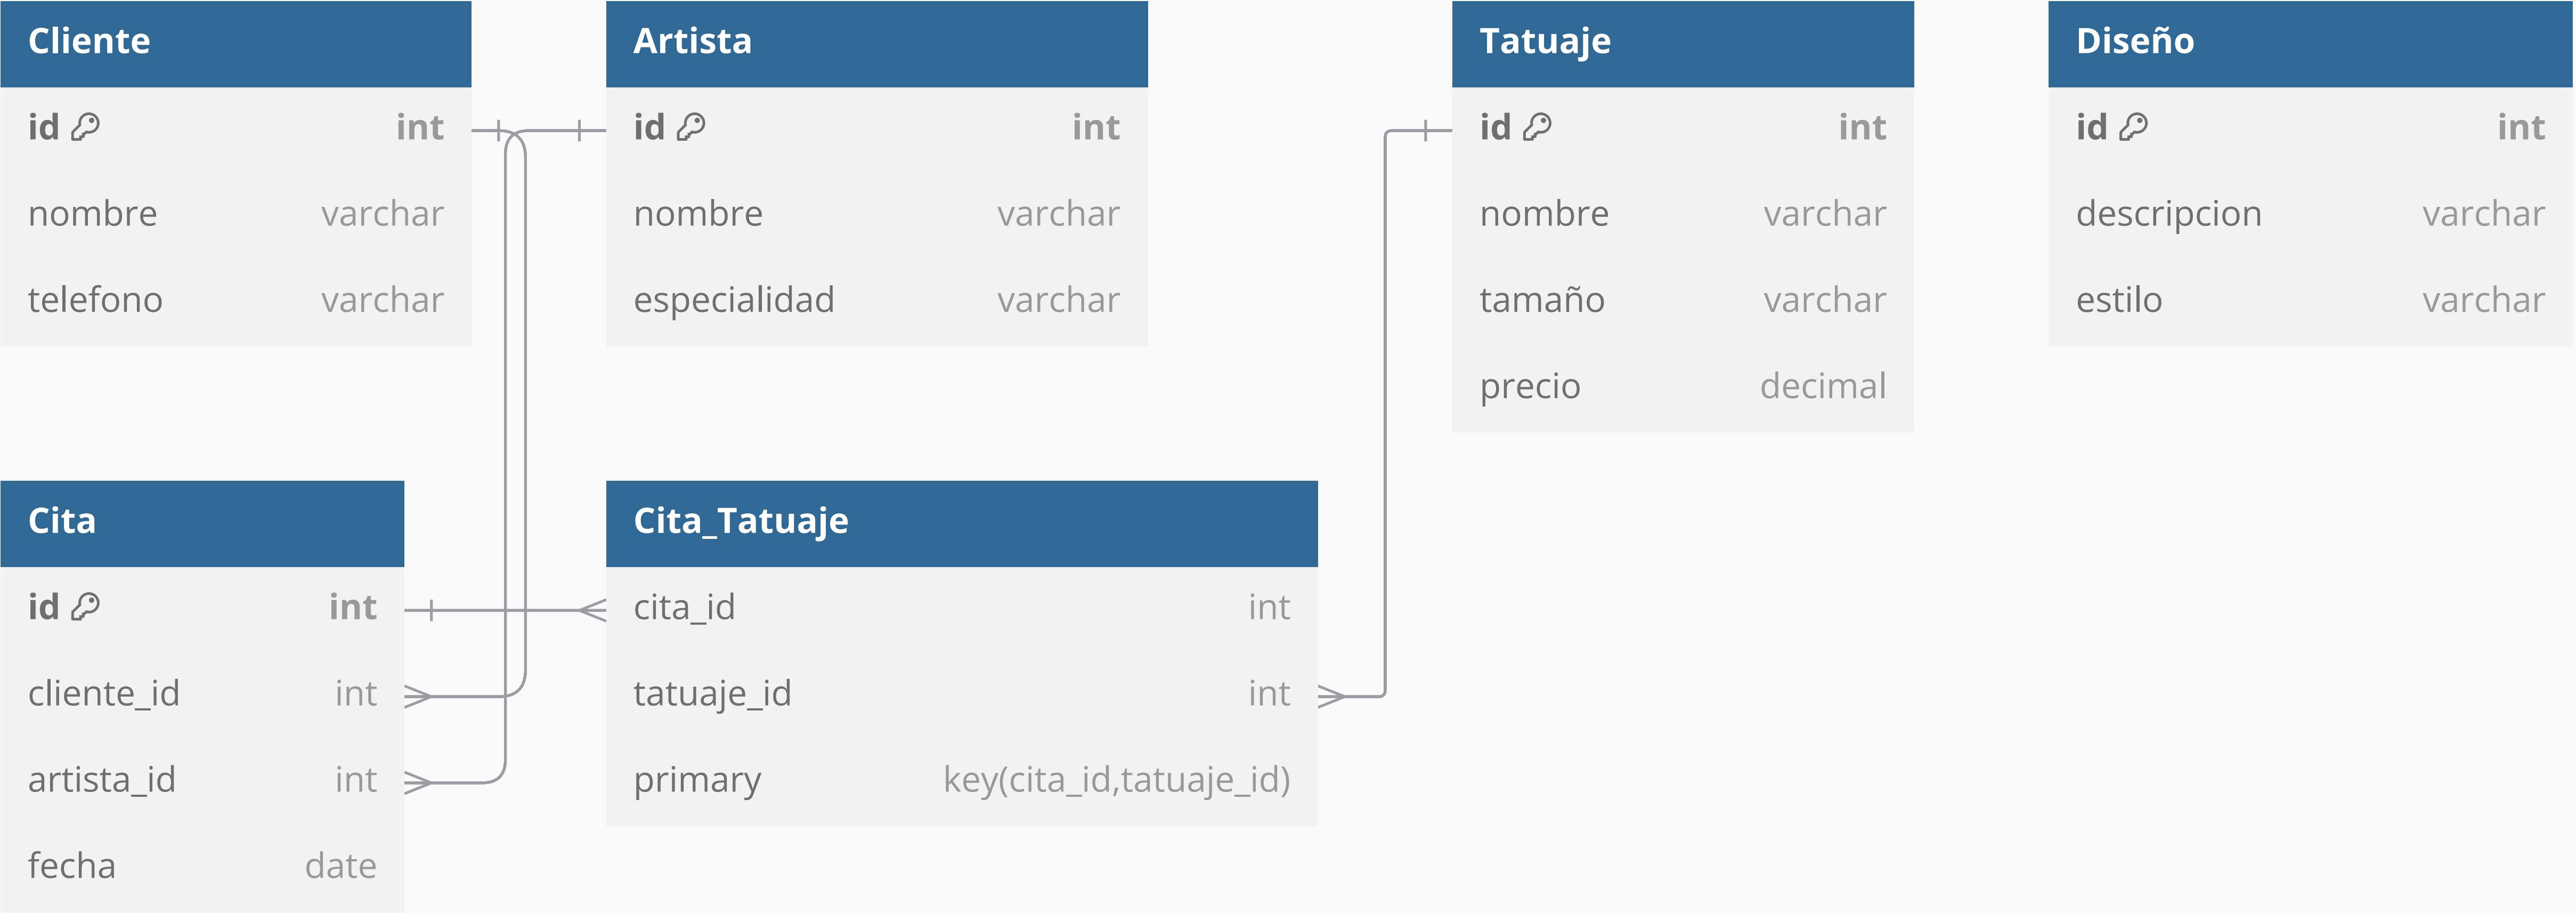 Cliente
id int
nombre varchar
telefono varchar
Artista
id int
nombre varchar
especialidad varchar
Tatuaje
id int
nombre varchar
tamaño varchar
precio decimal
Diseño
id int
descripcion varchar
estilo varchar
Cita
id int
cliente_id int
artista_id int
fecha date
Cita_Tatuaje
cita_id int
tatuaje_id int
primary key(cita_id,tatuaje_id)